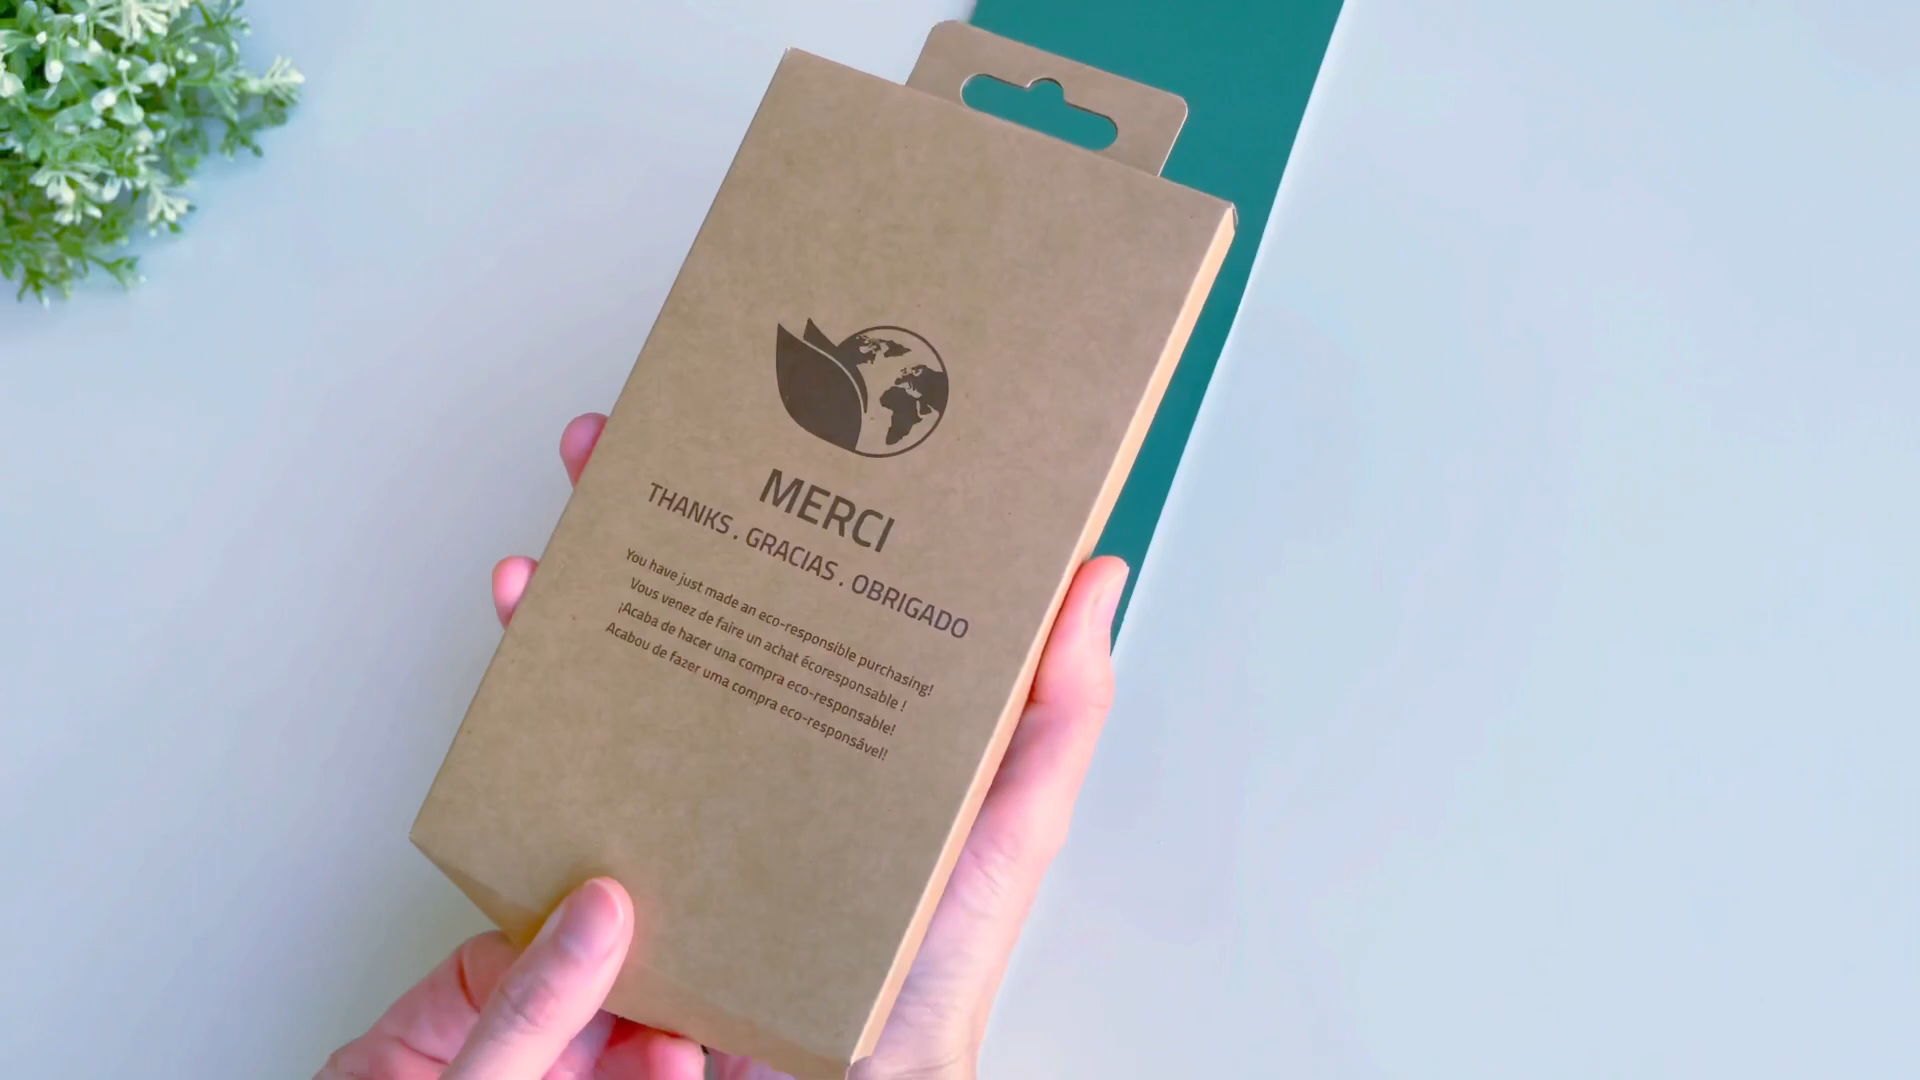 MERCI
THANKS . GRACIAS . OBRIGADO
You have just made an eco-responsible purchasing!
Vous venez de faire un achat écoresponsable !
¡Acaba de hacer una compra eco-responsable!
Acabou de fazer uma compra eco-responsável!